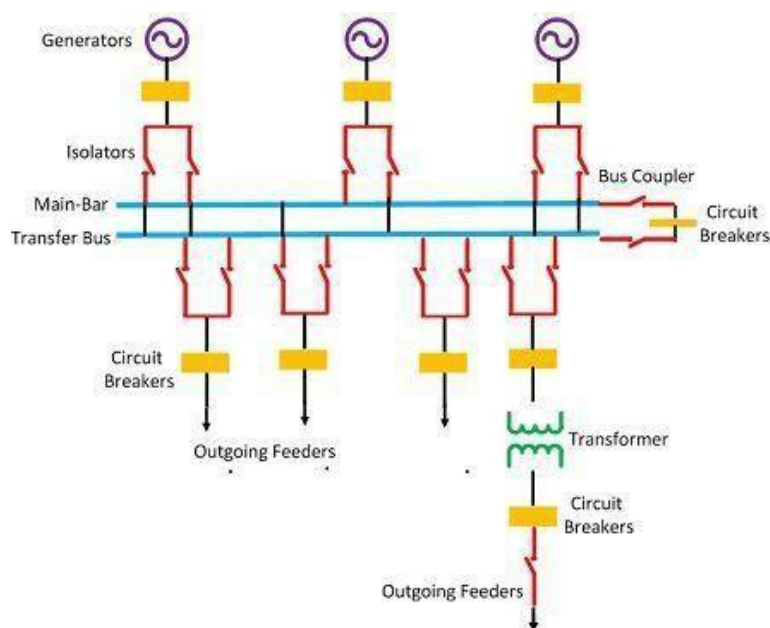 Generators
Isolators
Bus Coupler
Main-Bar
Circuit
Breakers
Transfer Bus
Circuit
Breakers
Outgoing Feeders
Transformer
Circuit
Breakers
Outgoing Feeders